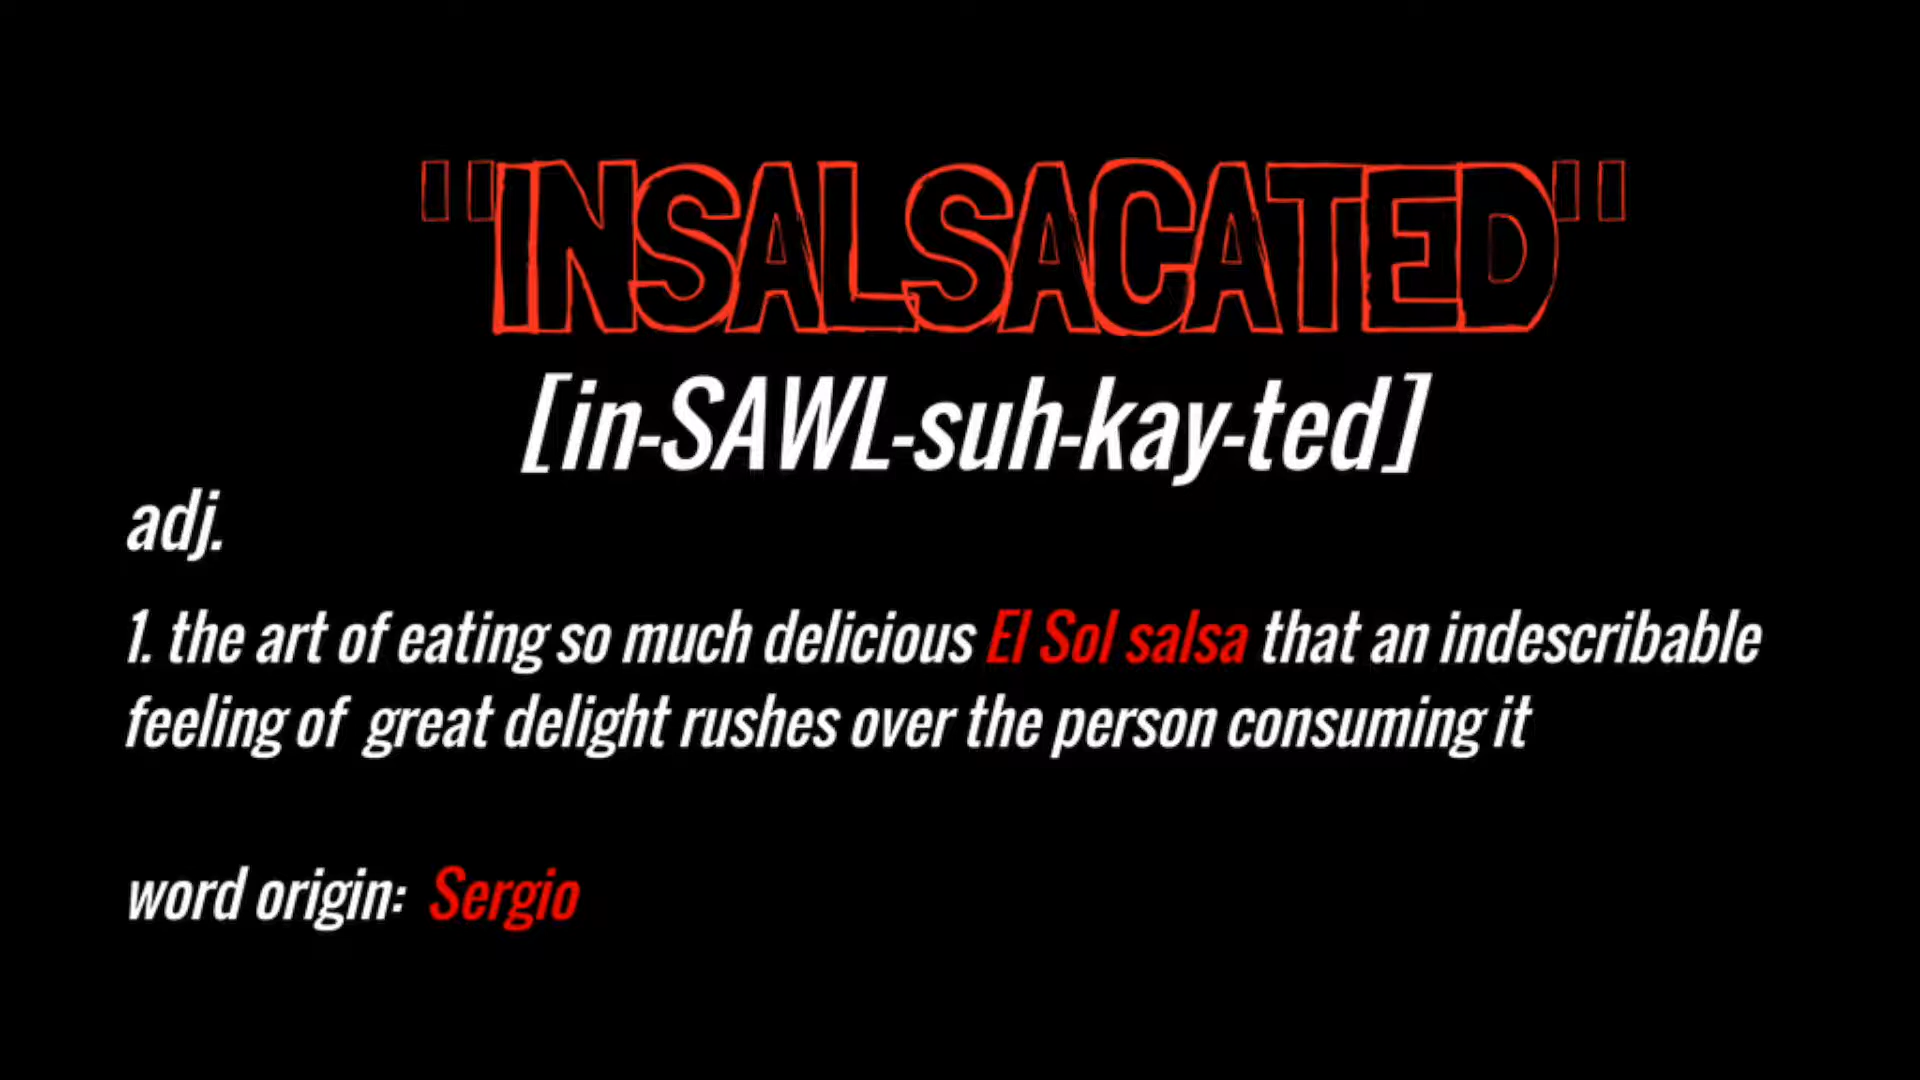 "INSALSACATED"
[in-SAWL-suh-kay-ted]
adj.
1. the art of eating so much delicious El Sol salsa that an indescribable
feeling of great delight rushes over the person consuming it
word origin: Sergio